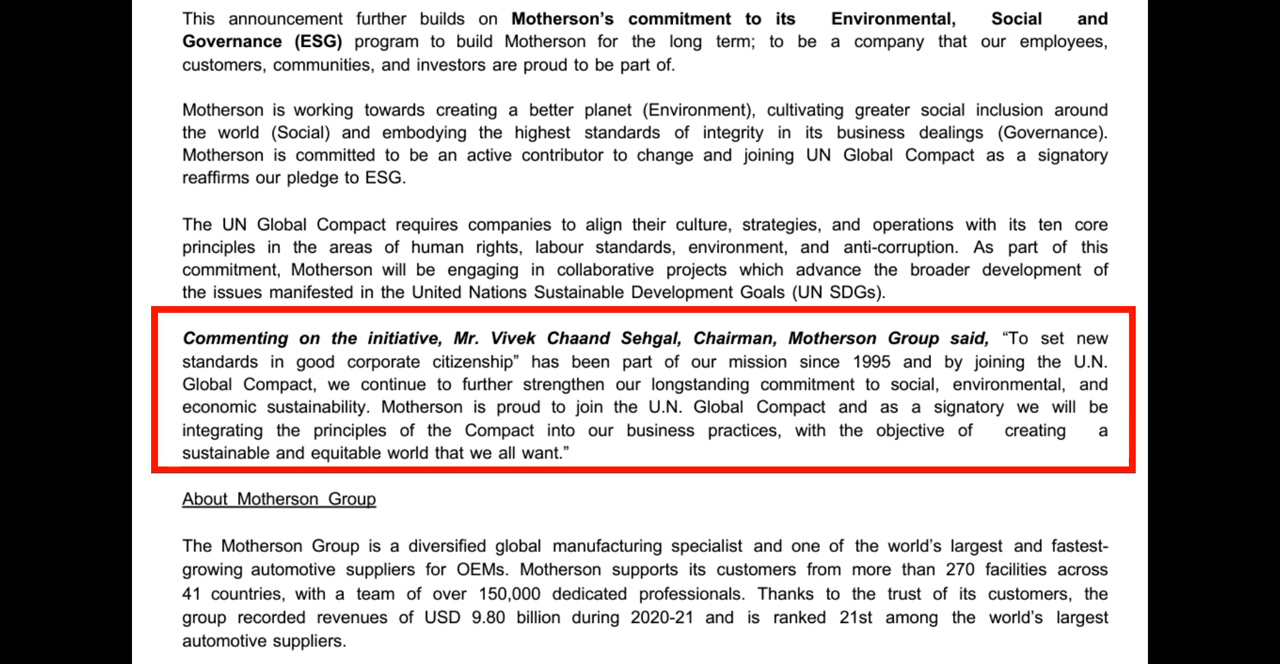 This announcement further builds on Motherson’s commitment to its Environmental, Social and
Governance (ESG) program to build Motherson for the long term; to be a company that our employees,
customers, communities, and investors are proud to be part of.
Motherson is working towards creating a better planet (Environment), cultivating greater social inclusion around
the world (Social) and embodying the highest standards of integrity in its business dealings (Governance).
Motherson is committed to be an active contributor to change and joining UN Global Compact as a signatory
reaffirms our pledge to ESG.
The UN Global Compact requires companies to align their culture, strategies, and operations with its ten core
principles in the areas of human rights, labour standards, environment, and anti-corruption. As part of this
commitment, Motherson will be engaging in collaborative projects which advance the broader development of
the issues manifested in the United Nations Sustainable Development Goals (UN SDGs).
Commenting on the initiative, Mr. Vivek Chaand Sehgal, Chairman, Motherson Group said, “To set new
standards in good corporate citizenship” has been part of our mission since 1995 and by joining the U.N.
Global Compact, we continue to further strengthen our longstanding commitment to social, environmental, and
economic sustainability. Motherson is proud to join the U.N. Global Compact and as a signatory we will be
integrating the principles of the Compact into our business practices, with the objective of creating a
sustainable and equitable world that we all want.”
About Motherson Group
The Motherson Group is a diversified global manufacturing specialist and one of the world’s largest and fastest-
growing automotive suppliers for OEMs. Motherson supports its customers from more than 270 facilities across
41 countries, with a team of over 150,000 dedicated professionals. Thanks to the trust of its customers, the
group recorded revenues of USD 9.80 billion during 2020-21 and is ranked 21st among the world’s largest
automotive suppliers.